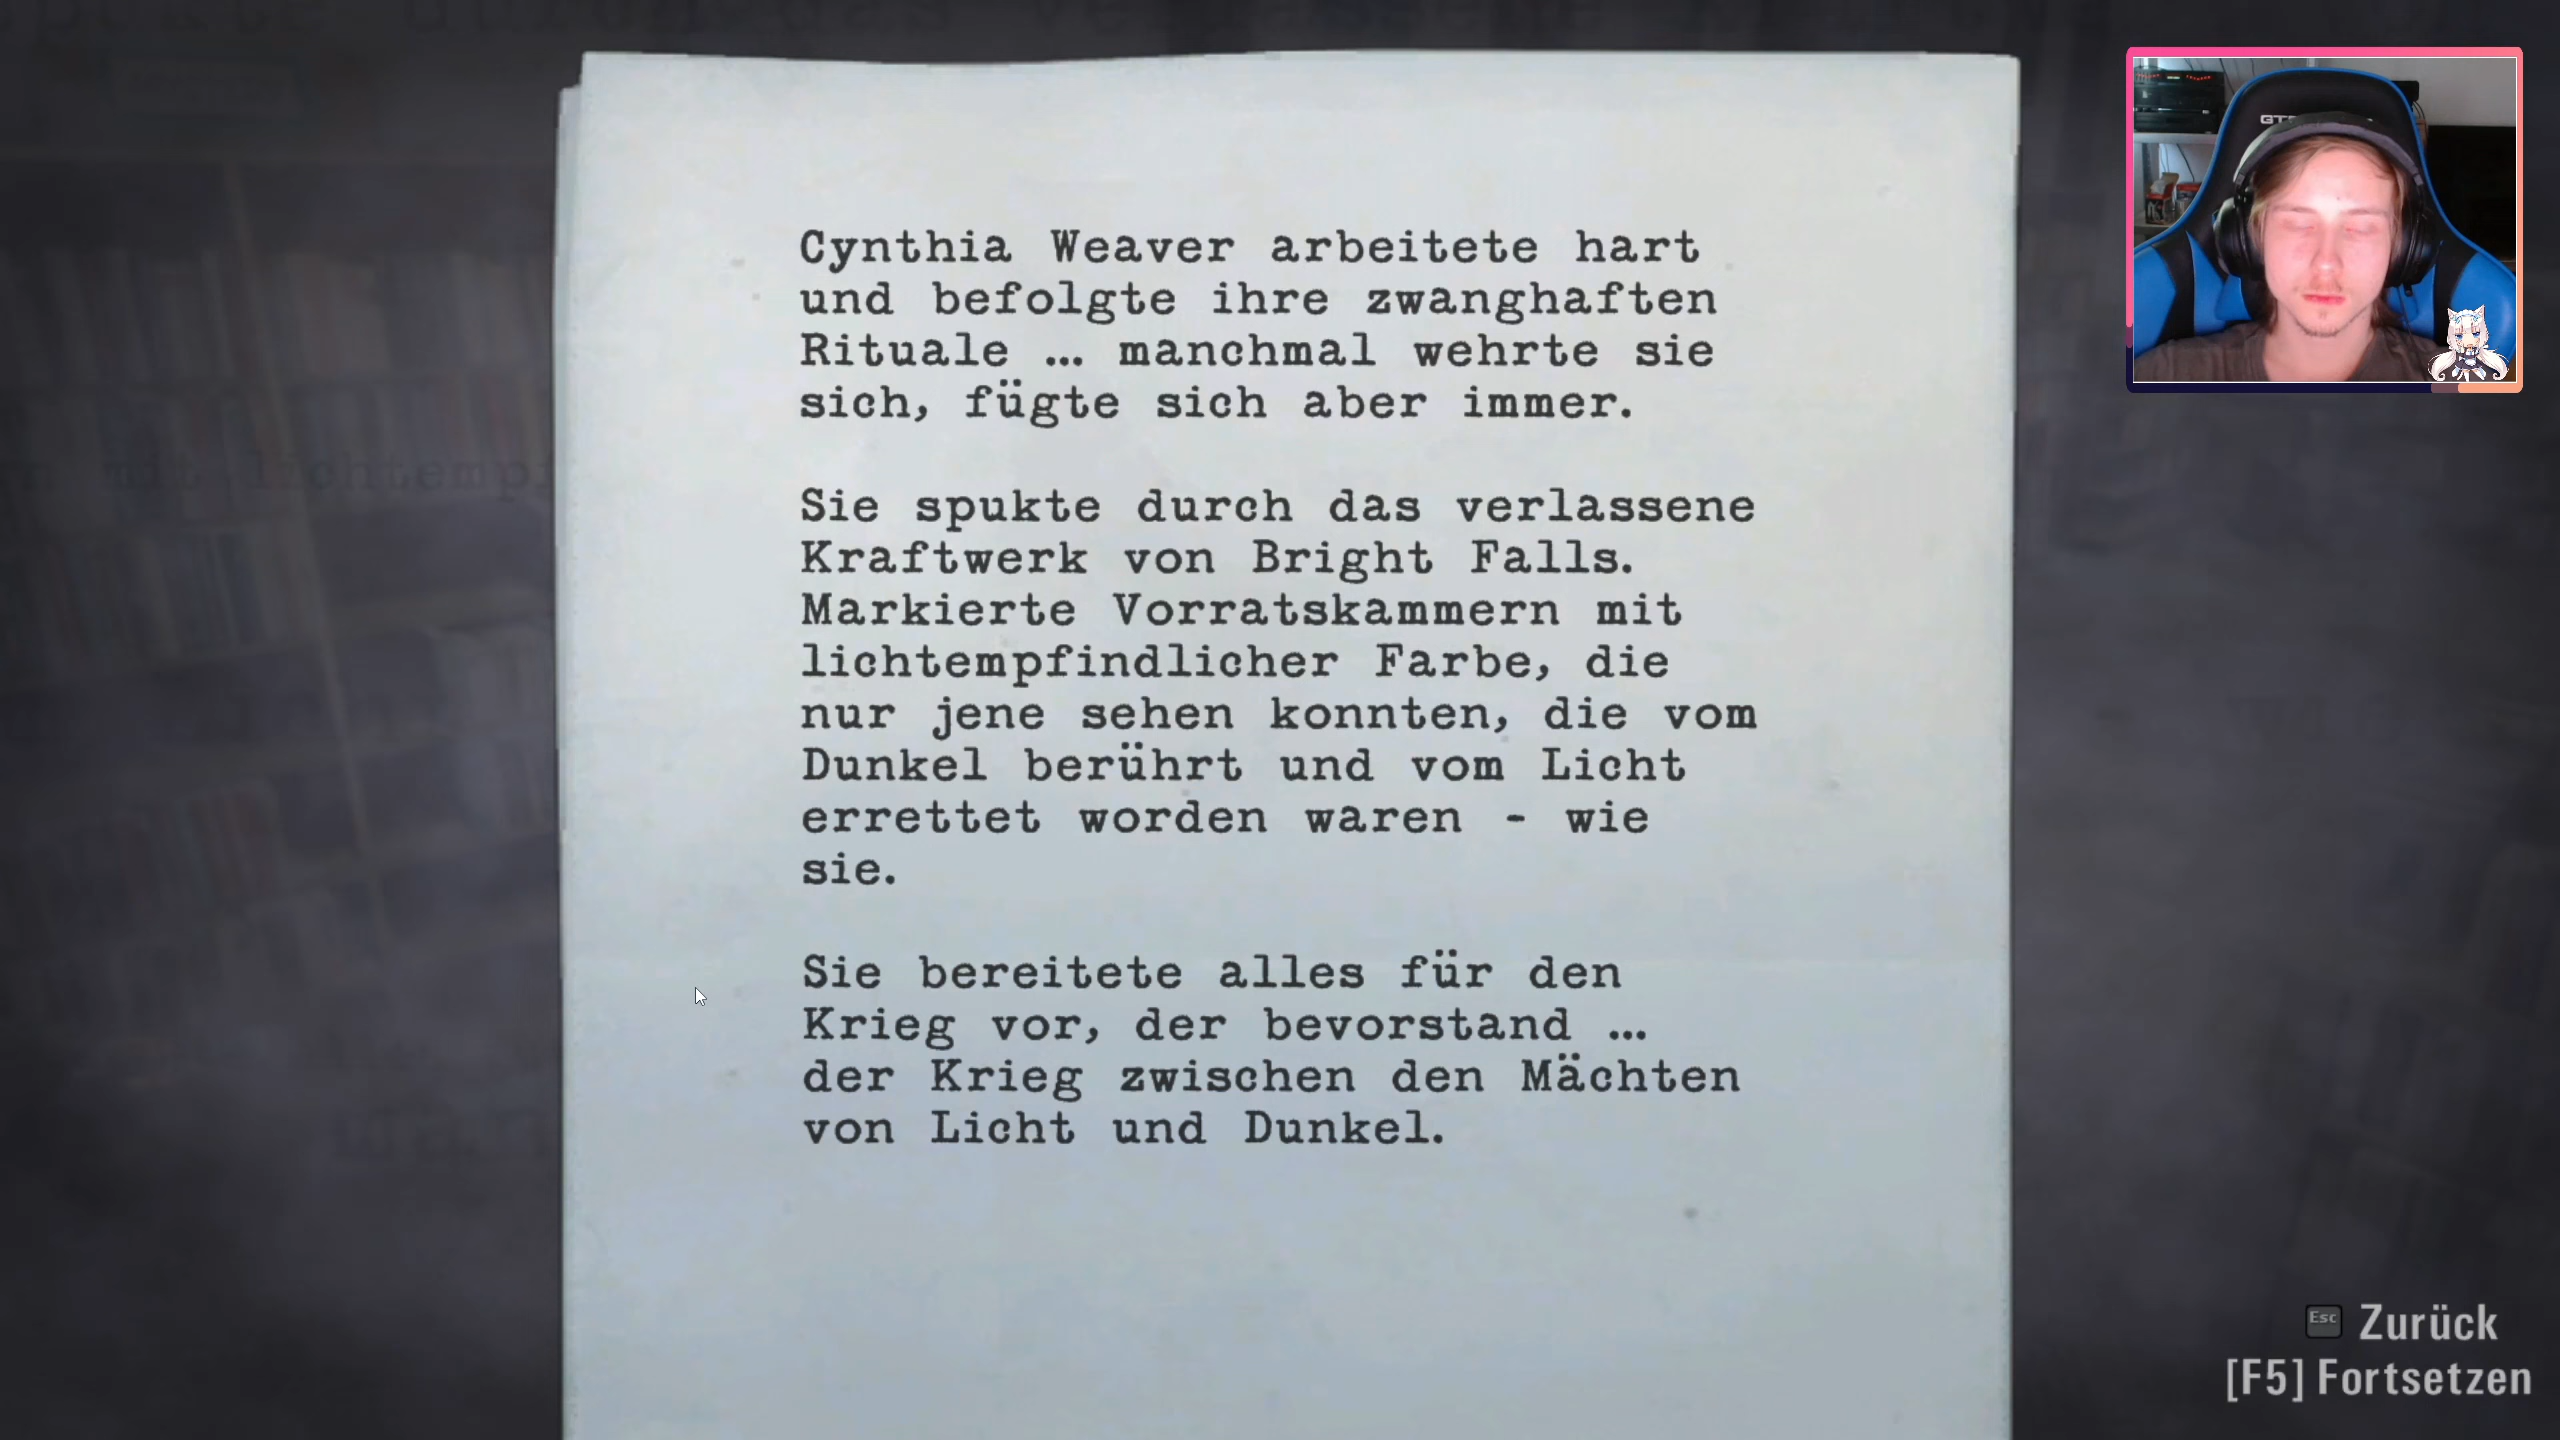 Cynthia Weaver arbeitete hart
und befolgte ihre zwanghaften
Rituale … manchmal wehrte sie
sich, fügte sich aber immer.
Sie spukte durch das verlassene
Kraftwerk von Bright Falls.
Markierte Vorratskammern mit
lichtempfindlicher Farbe, die
nur jene sehen konnten, die vom
Dunkel berührt und vom Licht
errettet worden waren - wie
sie.
Sie bereitete alles für den
Krieg vor, der bevorstand …
der Krieg zwischen den Mächten
von Licht und Dunkel.
Esc Zurück
[F5] Fortsetzen